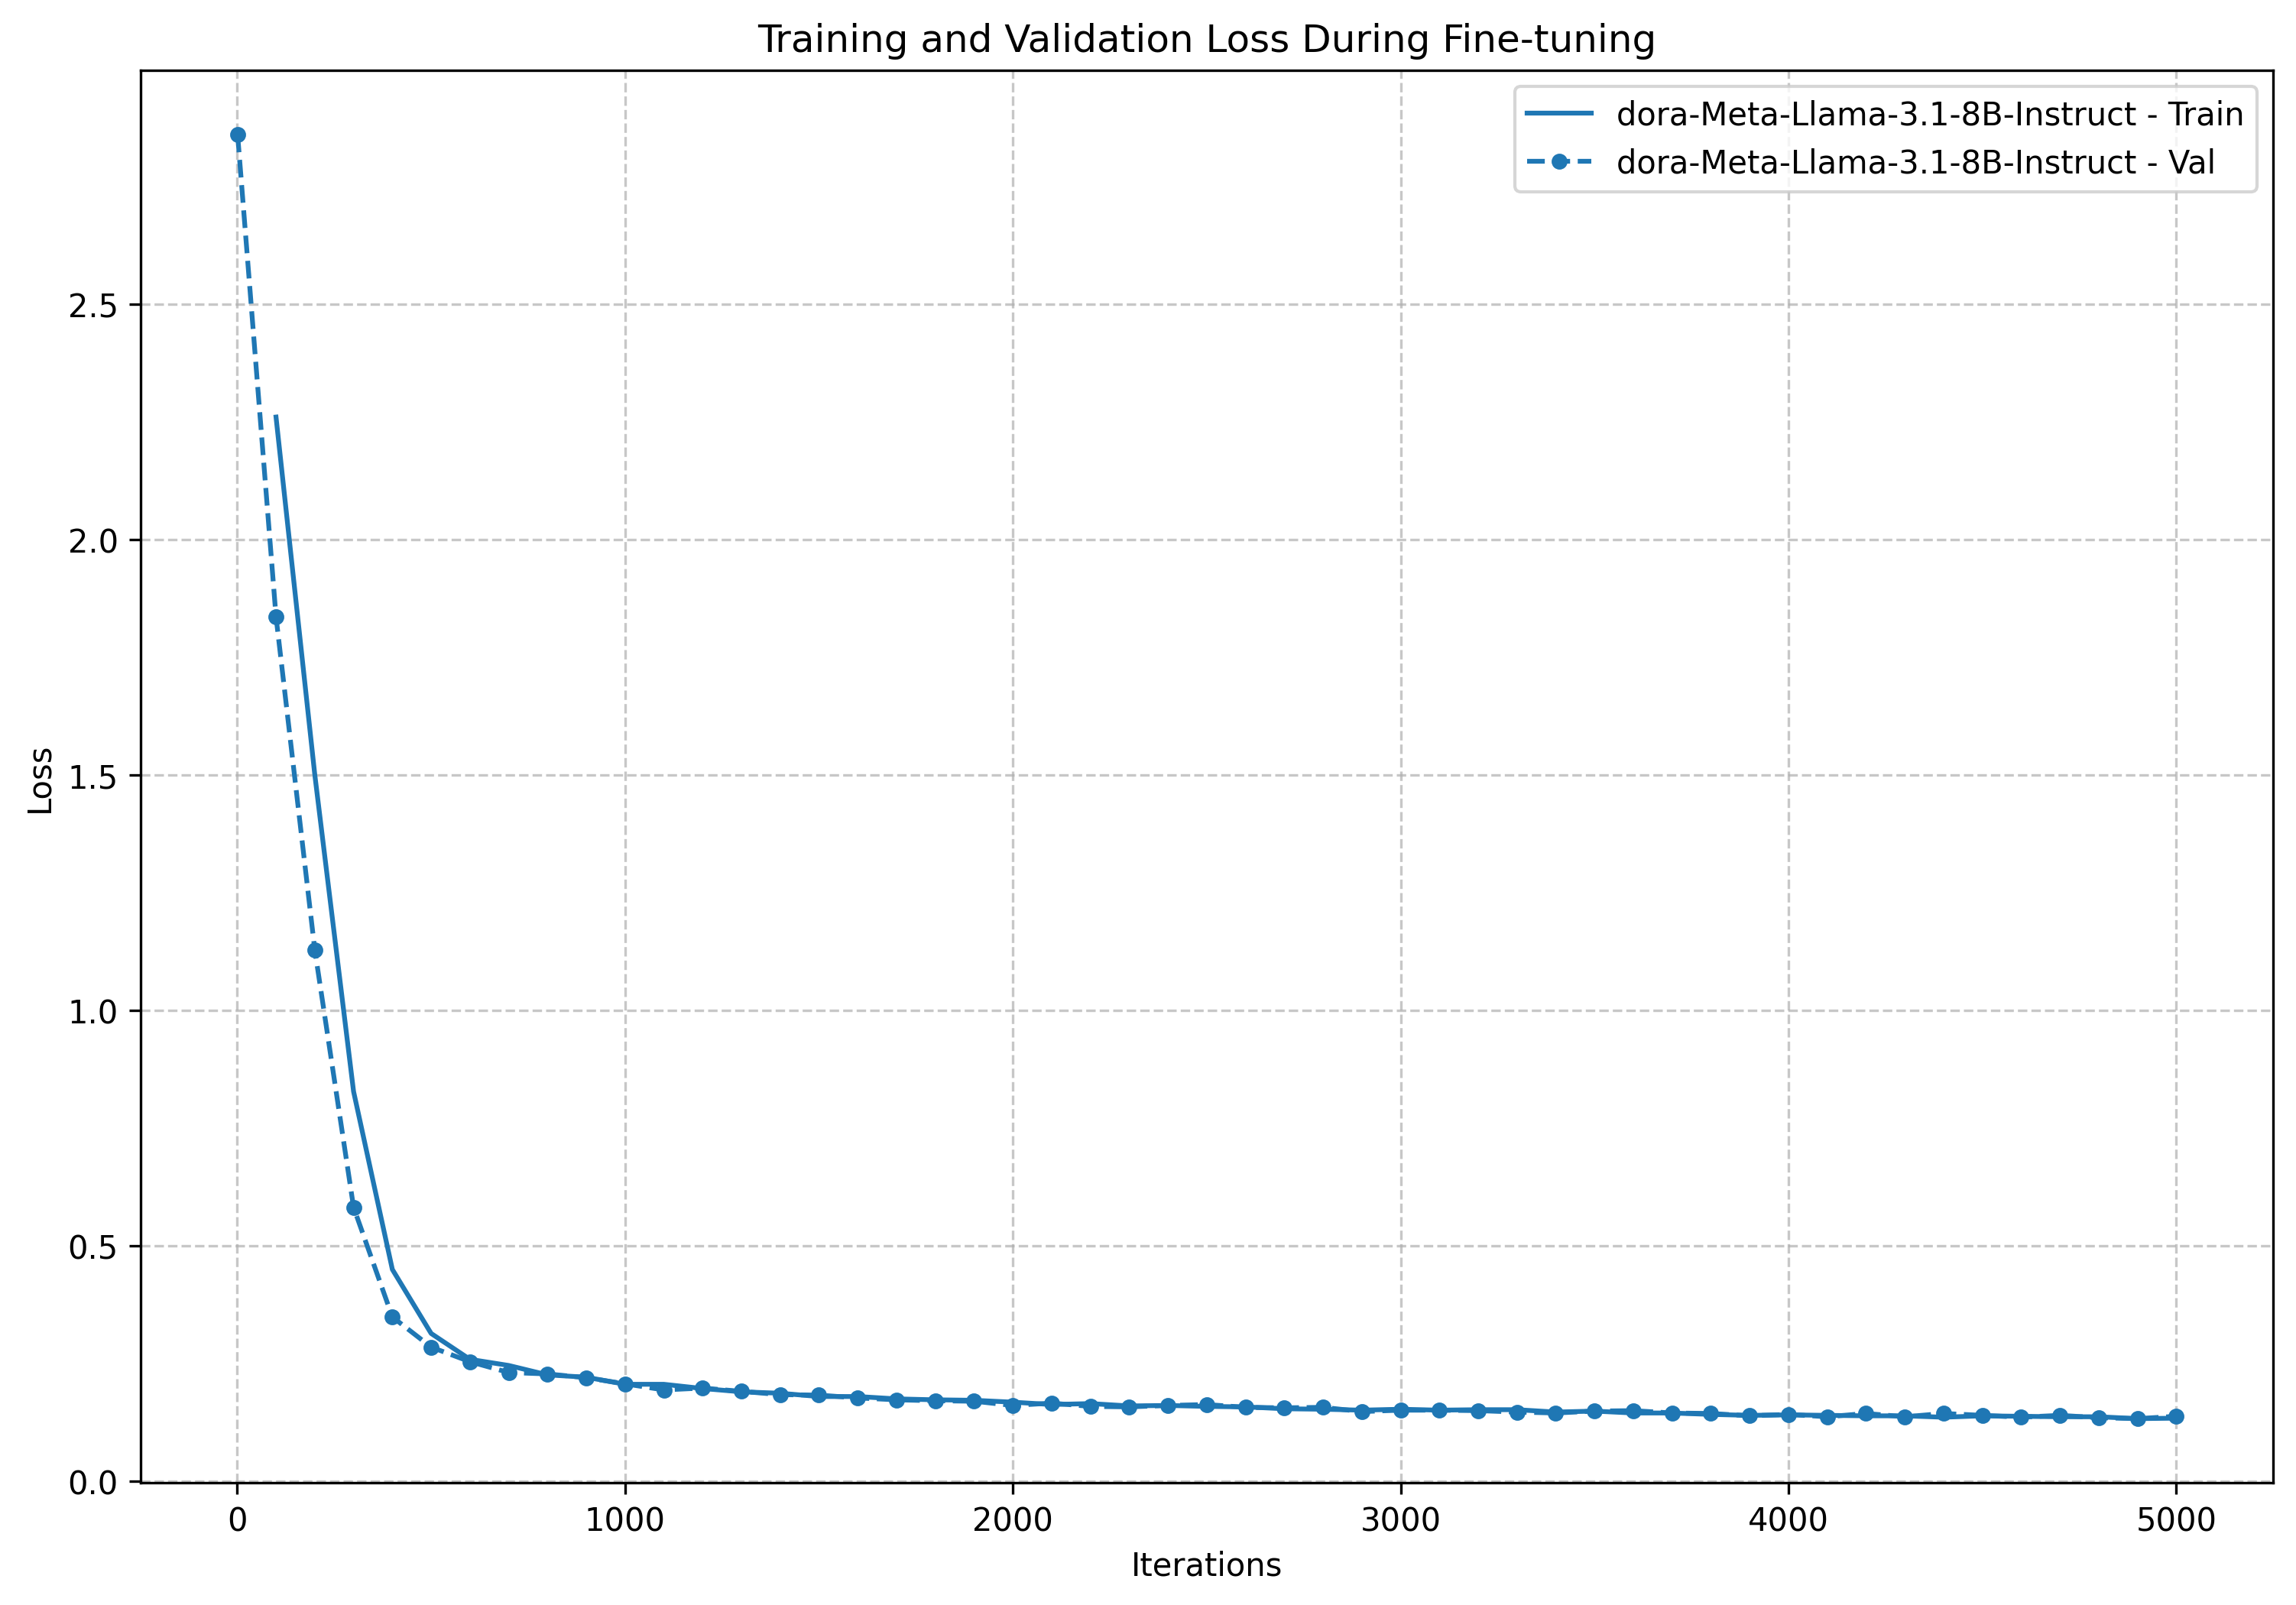 Training and Validation Loss During Fine-tuning
dora-Meta-Llama-3.1-8B-Instruct - Train
dora-Meta-Llama-3.1-8B-Instruct - Val
2.5
2.0
1.5
1.0
0.5
0.0
Loss
0 1000 2000 3000 4000 5000
Iterations